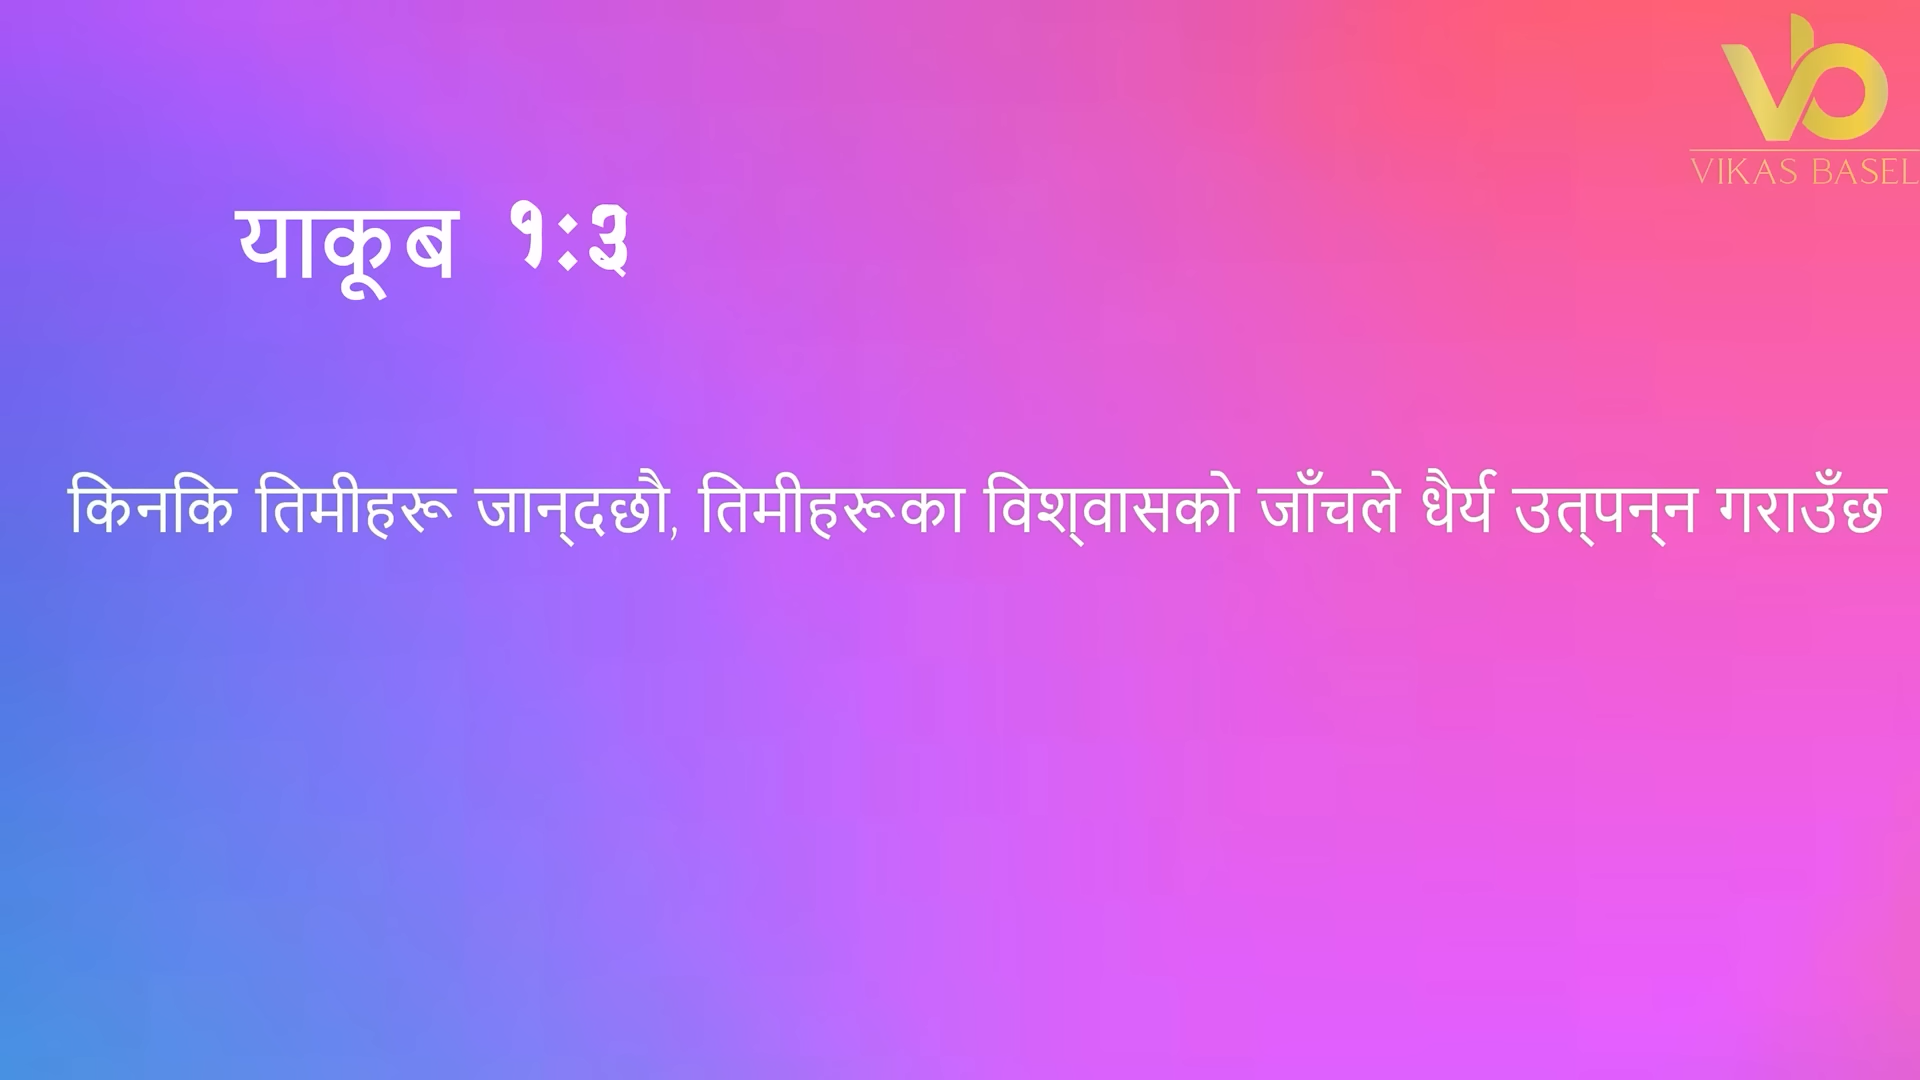 VIKAS BASEL
याकूब १:३
किनकि तिमीहरू जान्‌दछौ, तिमीहरूका विश्‌वासको जाँचले धैर्य उत्‌पन्‌न गराउँछ